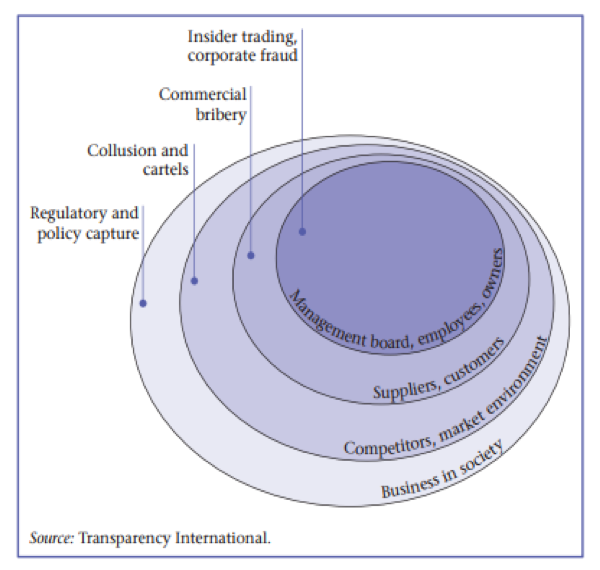 Insider trading,
corporate fraud
Commercial
bribery
Collusion and
cartels
Regulatory and
policy capture
Management board, employees, owners
Suppliers, customers
Competitors, market environment
Business in society
Source: Transparency International.